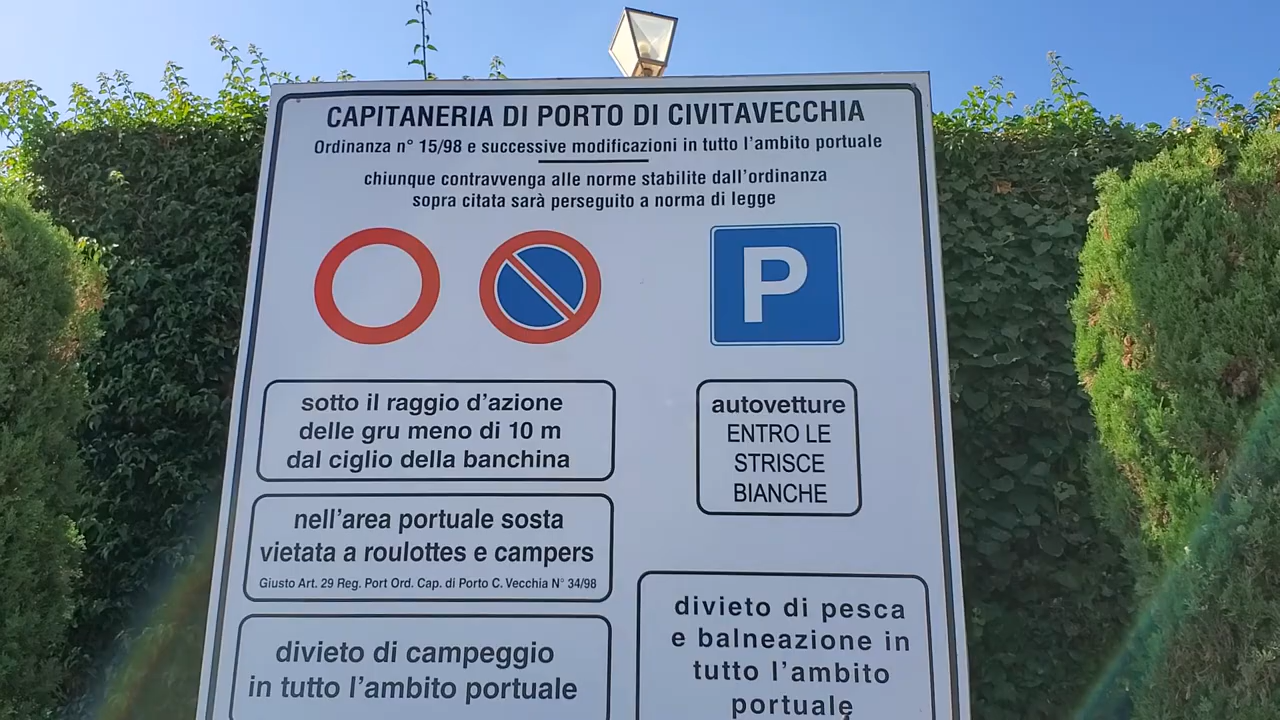 CAPITANERIA DI PORTO DI CIVITAVECCHIA
Ordinanza n° 15/98 e successive modificazioni in tutto l'ambito portuale
chiunque contravvenga alle norme stabilite dall'ordinanza
sopra citata sarà perseguito a norma di legge
P
sotto il raggio d'azione
delle gru meno di 10 m
dal ciglio della banchina
autovetture
ENTRO LE
STRISCE
BIANCHE
nell'area portuale sosta
vietata a roulottes e campers
Giusto Art. 29 Reg. Port Ord. Cap. di Porto C. Vecchia N° 34/98
divieto di campeggio
in tutto l'ambito portuale
divieto di pesca
e balneazione in
tutto l'ambito
portuale